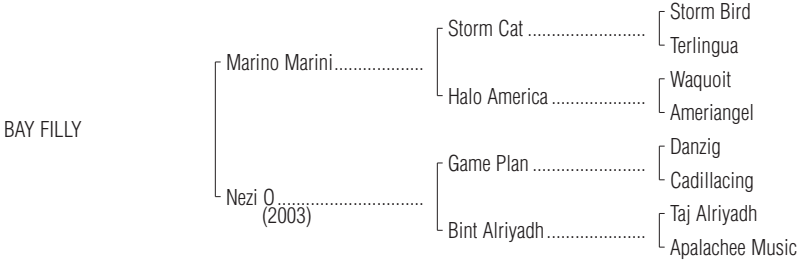 Storm Bird
Storm Cat .........................
Terlingua
Marino Marini...................
Waquoit
Halo America ....................
Ameriangel
BAY FILLY
Danzig
Game Plan ........................
Cadillacing
Nezi O...............................
(2003)
Taj Alriyadh
Bint Alriyadh.....................
Apalachee Music